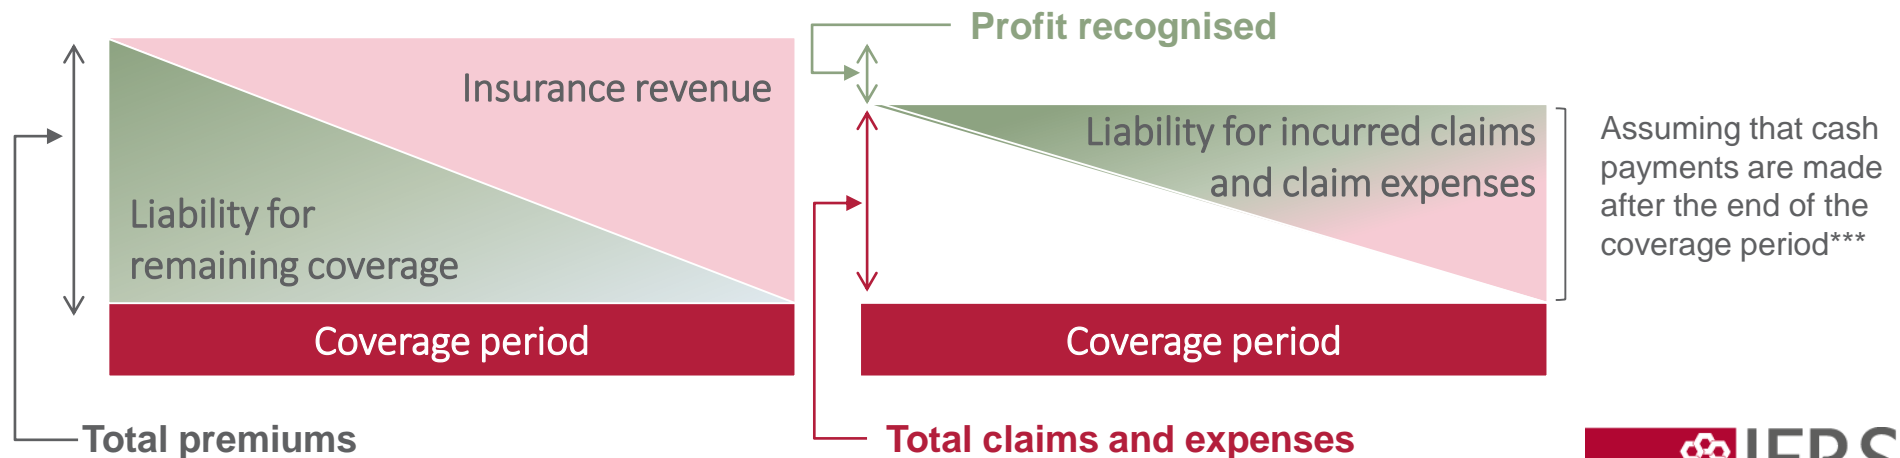 Profit recognised
Insurance revenue
Liability for
remaining coverage
Coverage period
Total premiums
Liability for incurred claims
and claim expenses
Coverage period
Total claims and expenses
Assuming that cash
payments are made
after the end of the
coverage period***
IFRS